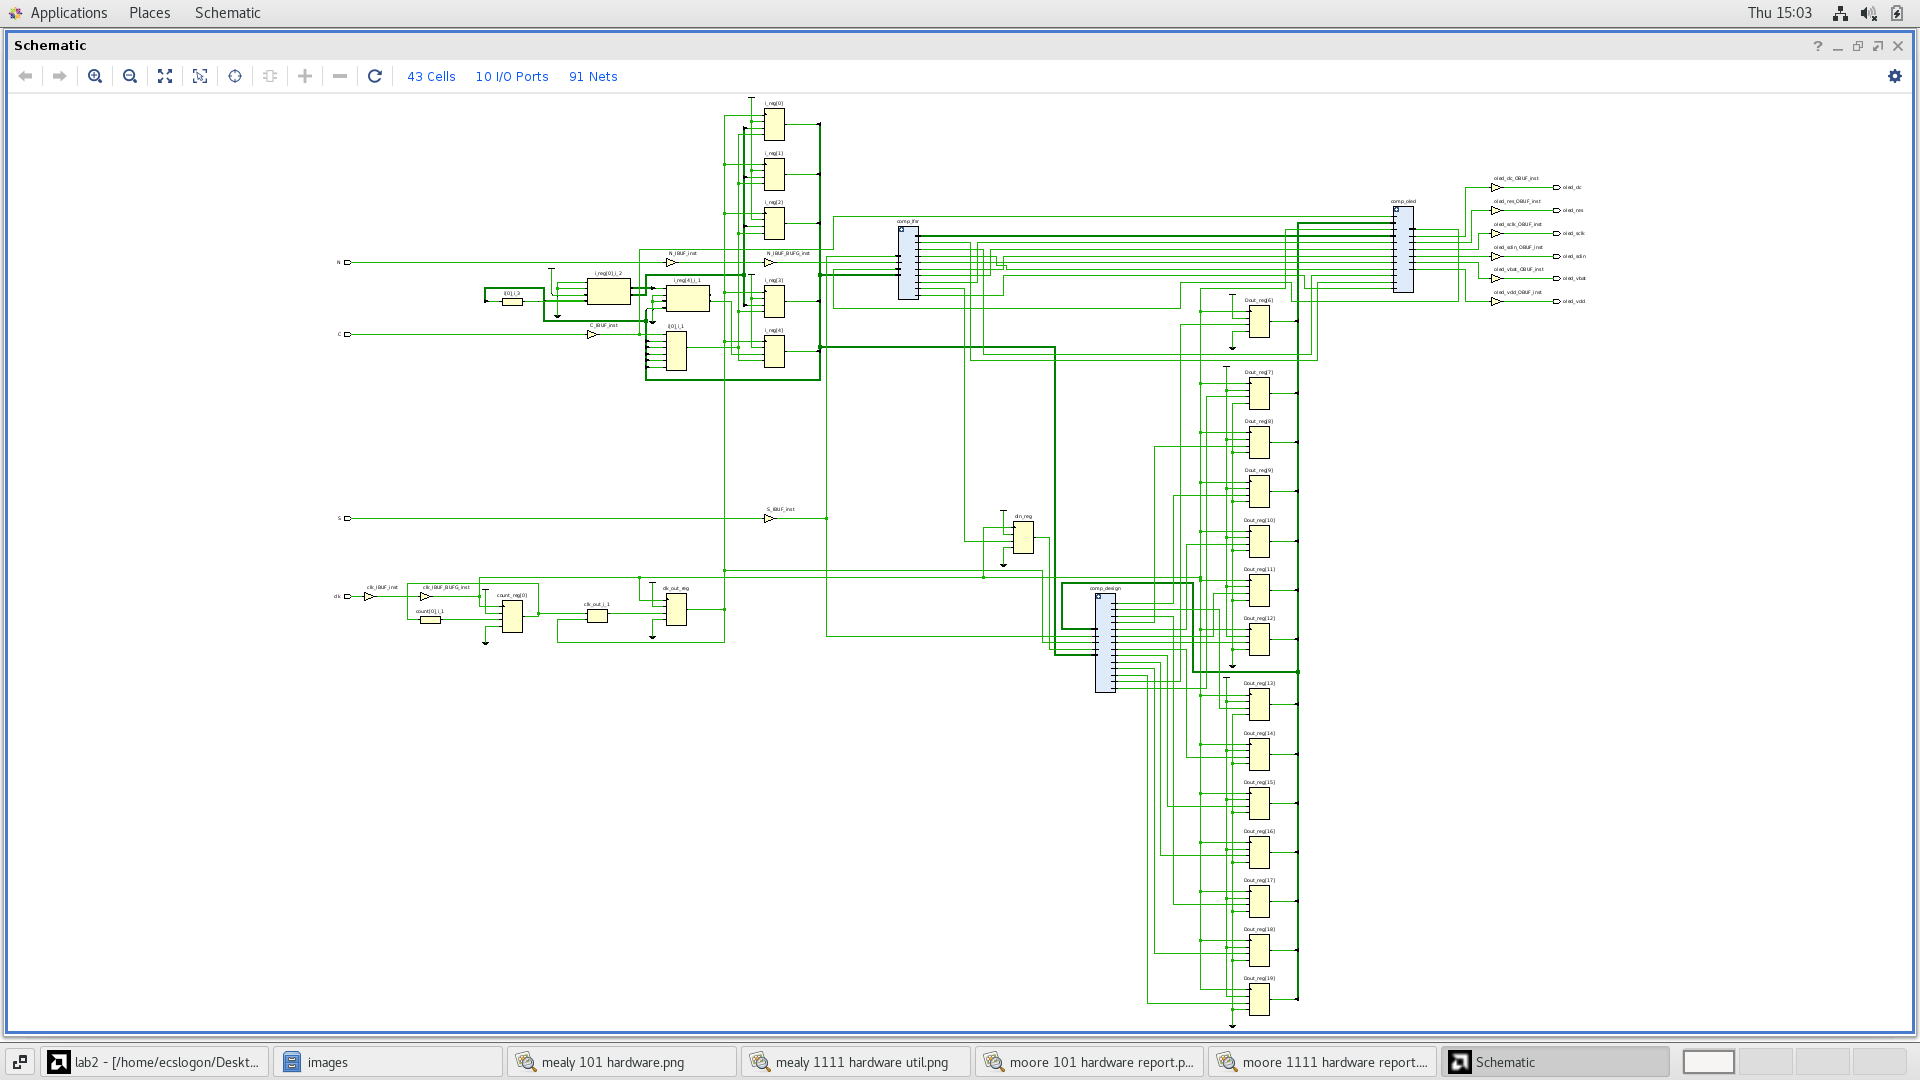 Applications Places Schematic Thu 15:03
Schematic
43 Cells 10 I/O Ports 91 Nets
i_reg[0]
i_reg[1]
i_reg[2]
comp_lfsr
comp_oled
oled_dc_OBUF_inst
oled_dc
oled_res_OBUF_inst
oled_res
oled_sclk_OBUF_inst
oled_sclk
oled_sdin_OBUF_inst
oled_sdin
oled_vbat_OBUF_inst
oled_vbat
oled_vdd_OBUF_inst
oled_vdd
N
N_IBUF_inst
N_IBUF_BUFG_inst
i_reg[0]_i_2
i_reg[4]_i_1
i_reg[3]
i[0]_i_3
C
C_IBUF_inst
i[0]_i_1
i_reg[4]
Dout_reg[6]
Dout_reg[7]
Dout_reg[8]
Dout_reg[9]
S
S_IBUF_inst
din_reg
Dout_reg[10]
Dout_reg[11]
clk
clk_IBUF_inst
clk_IBUF_BUFG_inst
count_reg[0]
count[0]_i_1
clk_out_i_1
clk_out_reg
comp_design
Dout_reg[12]
Dout_reg[13]
Dout_reg[14]
Dout_reg[15]
Dout_reg[16]
Dout_reg[17]
Dout_reg[18]
Dout_reg[19]
lab2 - [/home/ecslogon/Deskt... images mealy 101 hardware.png mealy 1111 hardware util.png moore 101 hardware report.p... moore 1111 hardware report.... Schematic